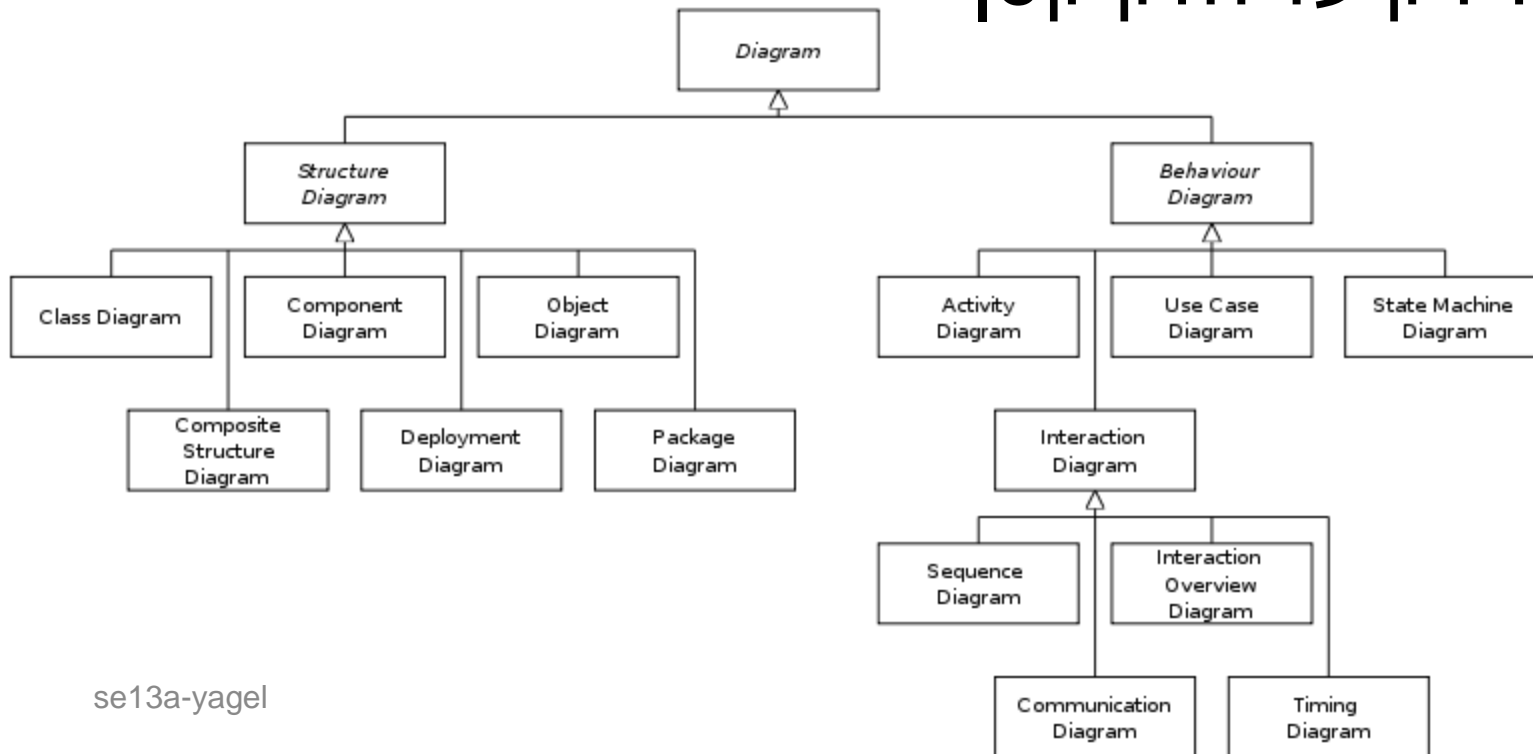 Diagram
Structure
Diagram
Behaviour
Diagram
Class Diagram
Component
Diagram
Object
Diagram
Activity
Diagram
Use Case
Diagram
State Machine
Diagram
Composite
Structure
Diagram
Deployment
Diagram
Package
Diagram
Interaction
Diagram
Sequence
Diagram
Interaction
Overview
Diagram
Communication
Diagram
Timing
Diagram
se13a-yagel